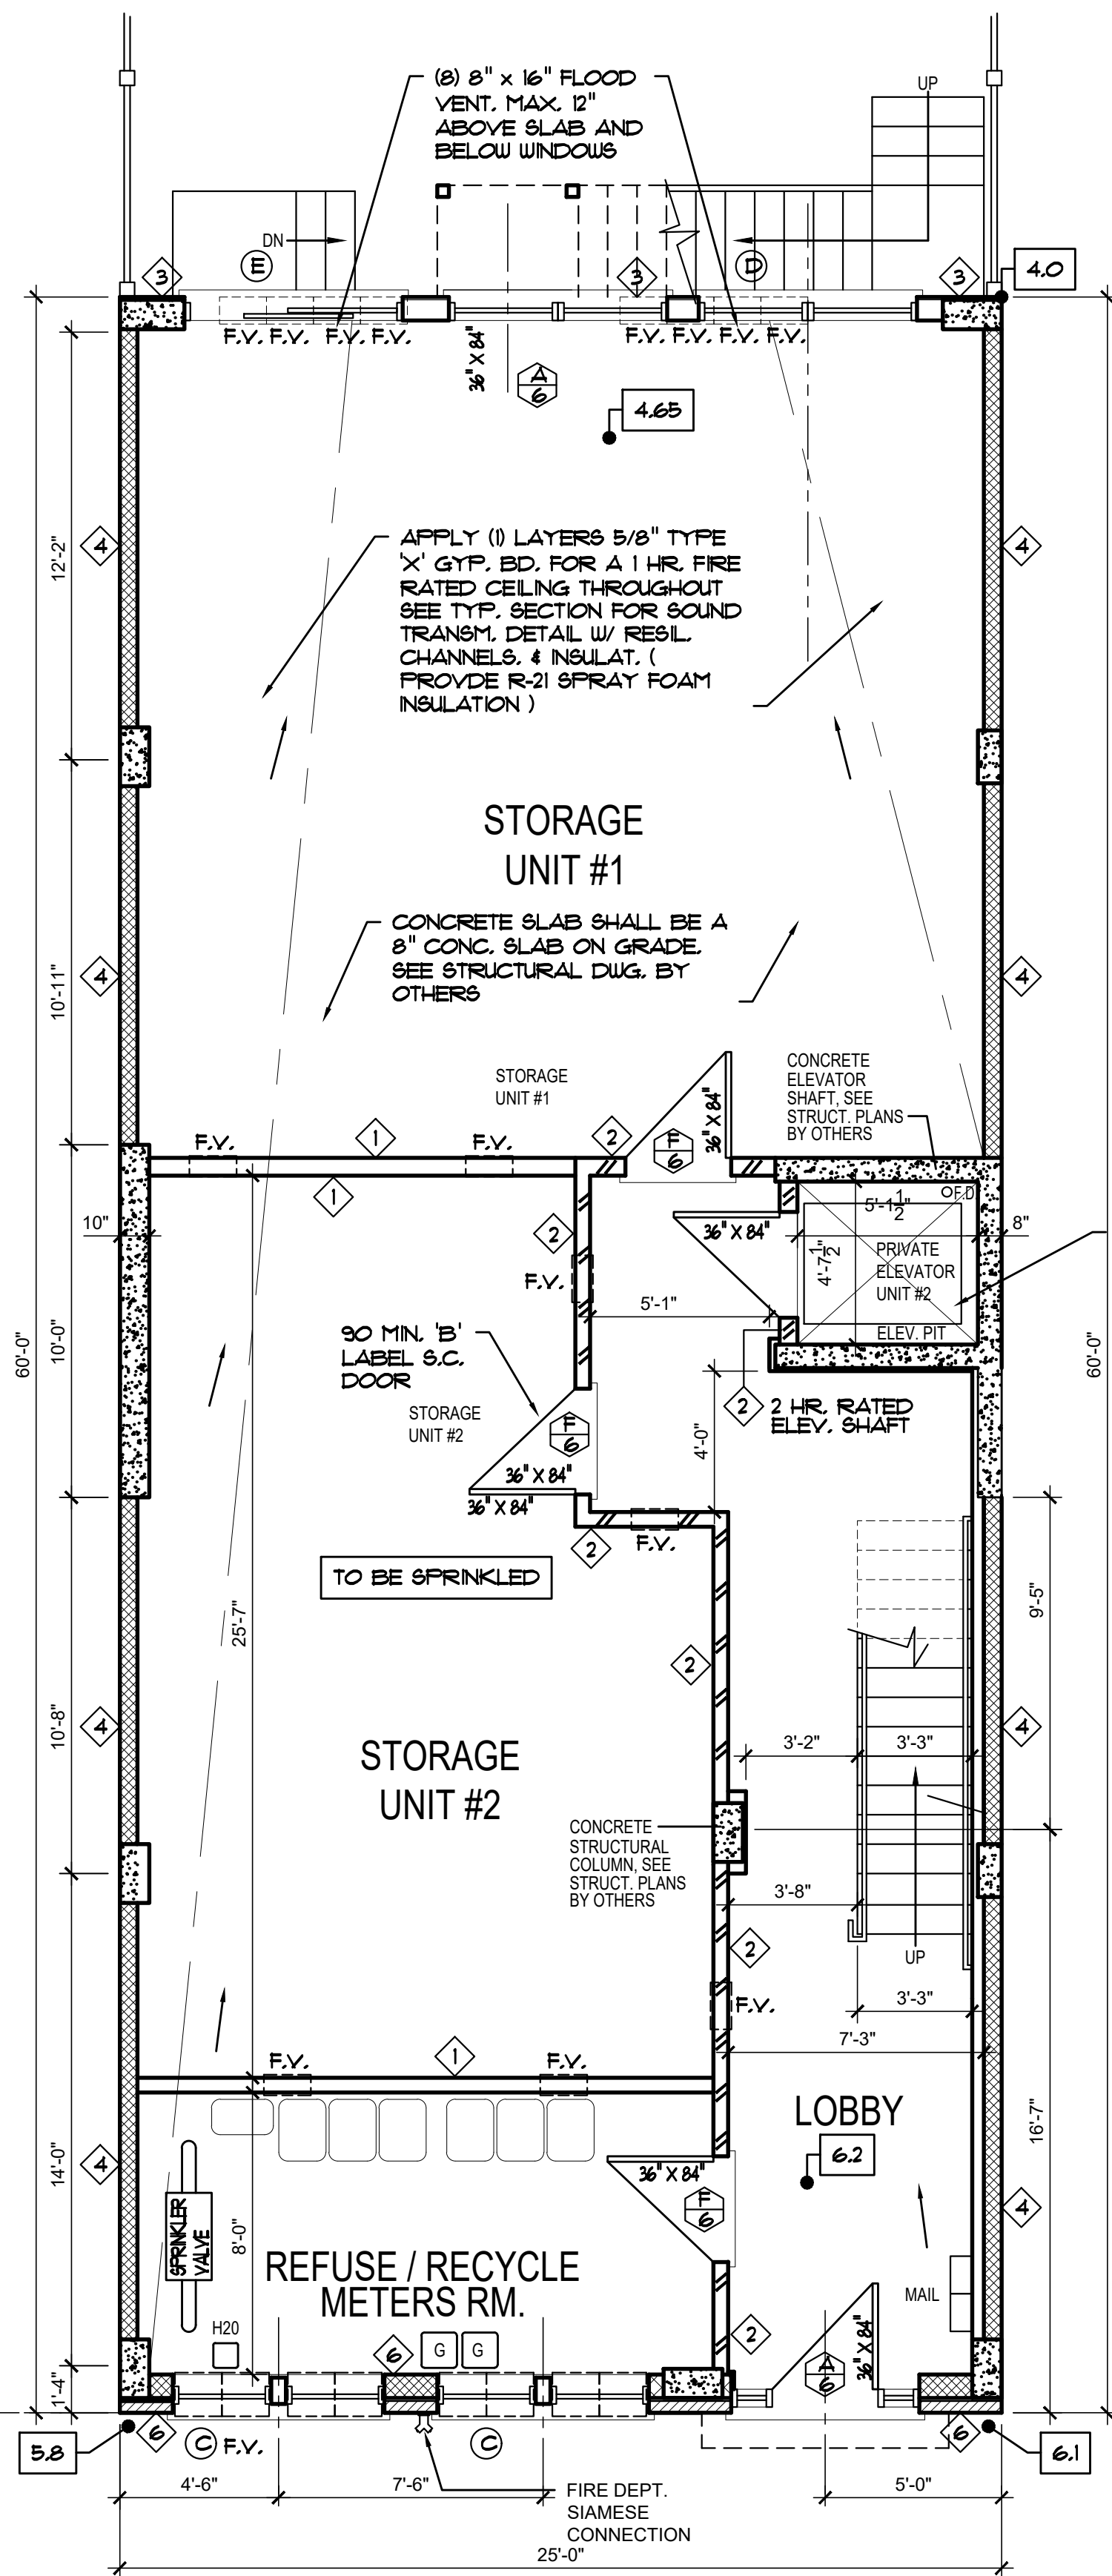 (8) 8" x 16" FLOOD
VENT. MAX. 12"
ABOVE SLAB AND
BELOW WINDOWS
UP
DN
E
D
3
3
3
4.0
F.V. F.V. F.V. F.V.
F.V. F.V. F.V. F.V.
36" X 84"
A
6
4.65
4
4
12'-2"
APPLY (1) LAYERS 5/8" TYPE
'X' GYP. BD. FOR A 1 HR. FIRE
RATED CEILING THROUGHOUT
SEE TYP. SECTION FOR SOUND
TRANSM. DETAIL W/ RESIL.
CHANNELS. & INSULAT. (
PROVDE R-21 SPRAY FOAM
INSULATION )
STORAGE
UNIT #1
CONCRETE SLAB SHALL BE A
8" CONC. SLAB ON GRADE.
SEE STRUCTURAL DWG. BY
OTHERS
4
4
10'-11"
STORAGE
UNIT #1
CONCRETE
ELEVATOR
SHAFT, SEE
STRUCT. PLANS
BY OTHERS
36" X 84"
F.V.
1
F.V.
2
F
6
1
10"
2
36" X 84"
5'-1 1/2"
F.D
8"
4'-7 1/2"
PRIVATE
ELEVATOR
UNIT #2
ELEV. PIT
F.V.
5'-1"
60'-0"
10'-0"
60'-0"
90 MIN. 'B'
LABEL S.C.
DOOR
STORAGE
UNIT #2
F
6
2
2 HR. RATED
ELEV. SHAFT
4'-0"
36" X 84"
36" X 84"
2
F.V.
TO BE SPRINKLED
25'-7"
9'-5"
2
10'-8"
4
4
STORAGE
UNIT #2
3'-2"
3'-3"
CONCRETE
STRUCTURAL
COLUMN, SEE
STRUCT. PLANS
BY OTHERS
3'-8"
2
UP
F.V.
3'-3"
7'-3"
F.V.
1
F.V.
LOBBY
16'-7"
14'-0"
4
6.2
36" X 84"
F
6
4
SPRINKLER
VALVE
8'-0"
REFUSE / RECYCLE
METERS RM.
MAIL
H20
6
G
G
2
A
6
36" X 84"
1'-4"
5.8
6
C
F.V.
C
6
6.1
4'-6"
7'-6"
5'-0"
FIRE DEPT.
SIAMESE
CONNECTION
25'-0"